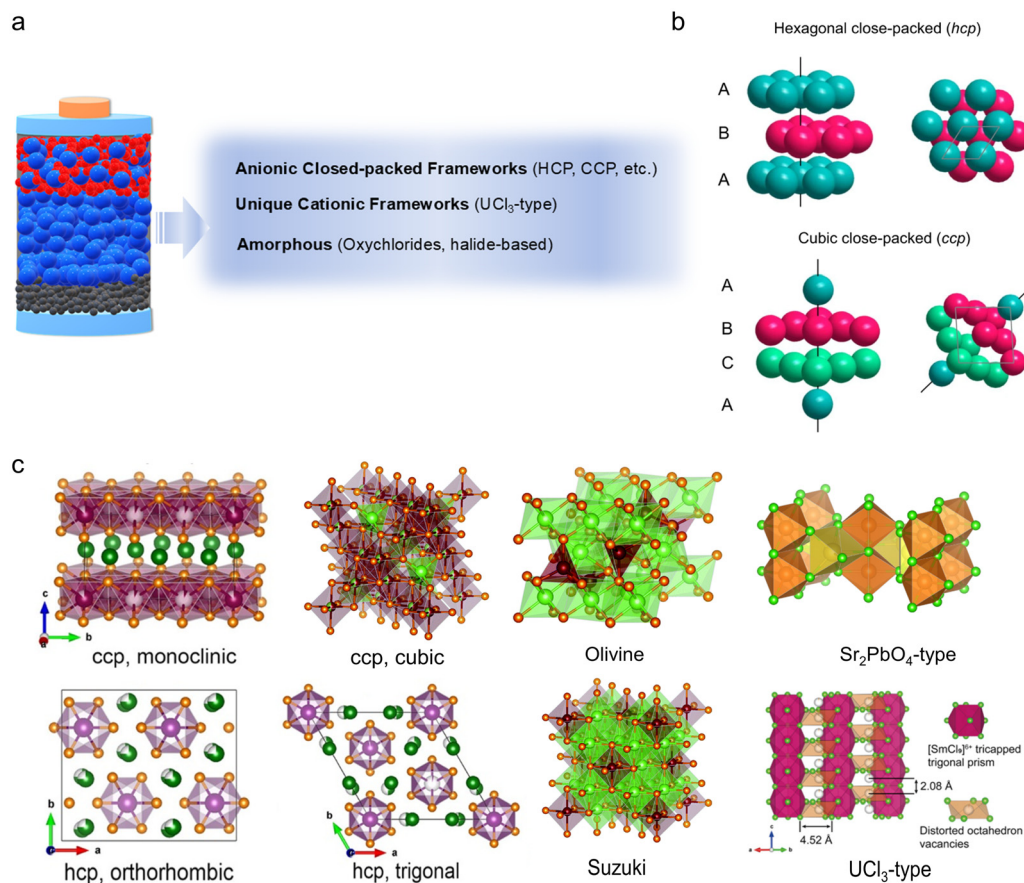 a
Anionic Closed-packed Frameworks (HCP, CCP, etc.)
Unique Cationic Frameworks (UCl₃-type)
Amorphous (Oxychlorides, halide-based)
b
Hexagonal close-packed (hcp)
A
B
A
Cubic close-packed (ccp)
A
B
C
A
c
c
b
ccp, monoclinic
ccp, cubic
Olivine
Sr₂PbO₄-type
b
a
hcp, orthorhombic
b
a
hcp, trigonal
Suzuki
[SmCl₉]⁶⁺ tricapped
trigonal prism
2.08 Å
Distorted octahedron
vacancies
4.52 Å
c
a
b
UCl₃-type